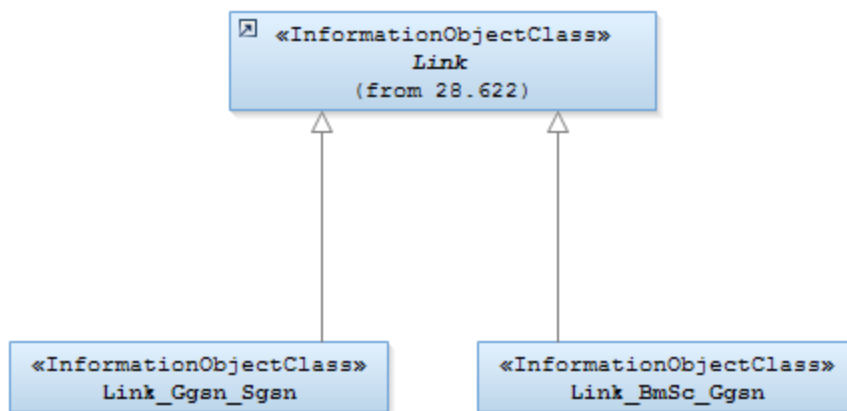 «InformationObjectClass»
Link
(from 28.622)
«InformationObjectClass»
Link_Ggsn_Sgsn
«InformationObjectClass»
Link_BmSc_Ggsn